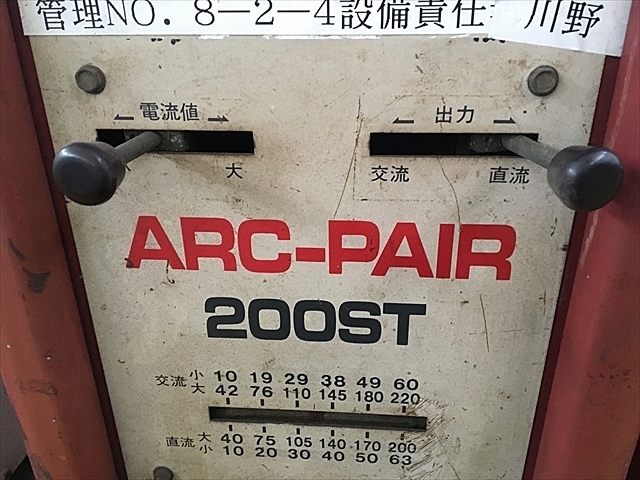 管理NO. 8-2-4設備責任 川野
← 電流値 →
← 出力 →
大
交流 直流
ARC-PAIR
200ST
交流 小 10 19 29 38 49 60
大 42 76 110 145 180 220
直流 大 40 75 105 140 170 200
小 10 20 30 40 50 63